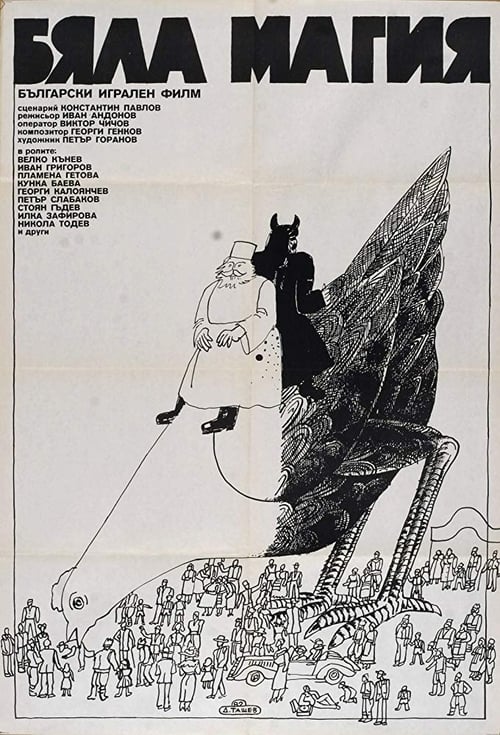 БЯЛА МАГИЯ
БЪЛГАРСКИ ИГРАЛЕН ФИЛМ
сценарий КОНСТАНТИН ПАВЛОВ
режисьор ИВАН АНДОНОВ
оператор ВИКТОР ЧИЧОВ
композитор ГЕОРГИ ГЕНКОВ
художник ПЕТЪР ГОРАНОВ
в ролите:
ВЕЛКО КЪНЕВ
ИВАН ГРИГОРОВ
ПЛАМЕНА ГЕТОВА
КУНКА БАЕВА
ГЕОРГИ КАЛОЯНЧЕВ
ПЕТЪР СЛАБАКОВ
СТОЯН ГЪДЕВ
ИЛКА ЗАФИРОВА
НИКОЛА ТОДЕВ
и други
82
Д. ТАШЕВ